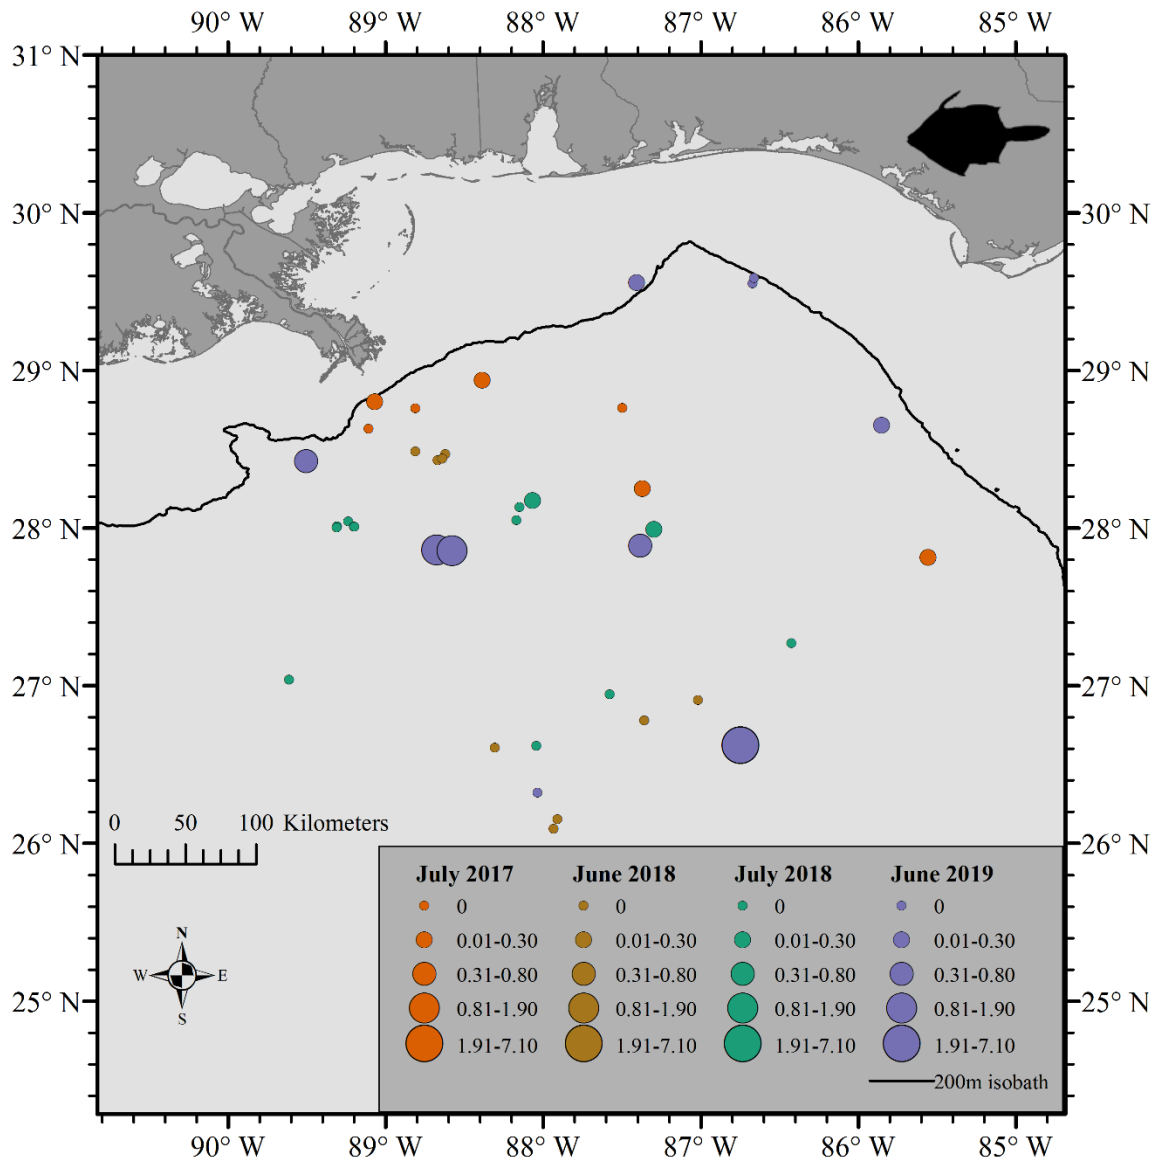 90° W 89° W 88° W 87° W 86° W 85° W
31° N
30° N 30° N
29° N 29° N
28° N 28° N
27° N 27° N
26° N 26° N
25° N 25° N
0 50 100 Kilometers
N
W E
S
July 2017 June 2018 July 2018 June 2019
0 0 0 0
0.01-0.30 0.01-0.30 0.01-0.30 0.01-0.30
0.31-0.80 0.31-0.80 0.31-0.80 0.31-0.80
0.81-1.90 0.81-1.90 0.81-1.90 0.81-1.90
1.91-7.10 1.91-7.10 1.91-7.10 1.91-7.10
200m isobath
90° W 89° W 88° W 87° W 86° W 85° W